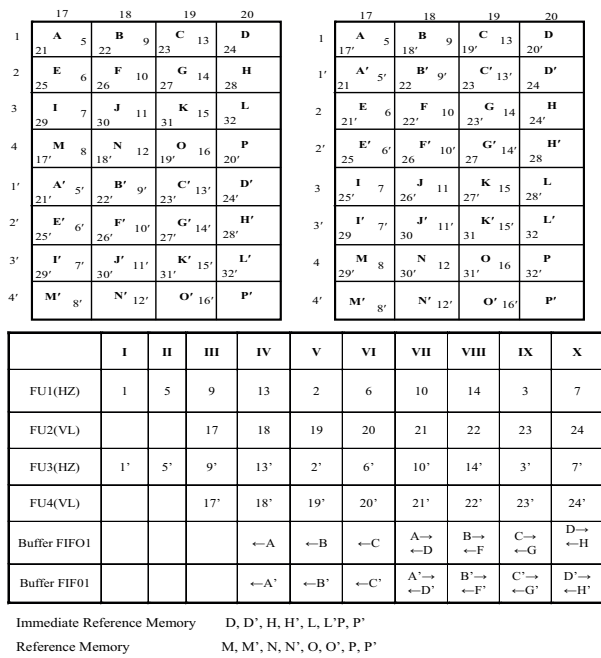 17 18 19 20
1 A 5 B 9 C 13 D
21 22 23 24
2 E 6 F 10 G 14 H
25 26 27 28
3 I 7 J 11 K 15 L
29 30 31 32
4 M 8 N 12 O 16 P
17′ 18′ 19′ 20′
1′ A′ 5′ B′ 9′ C′ 13′ D′
21′ 22′ 23′ 24′
2′ E′ 6′ F′ 10′ G′ 14′ H′
25′ 26′ 27′ 28′
3′ I′ 7′ J′ 11′ K′ 15′ L′
29′ 30′ 31′ 32′
4′ M′ 8′ N′ 12′ O′ 16′ P′
17 18 19 20
1 A 5 B 9 C 13 D
17′ 18′ 19′ 20′
1′ A′ 5′ B′ 9′ C′ 13′ D′
21 22 23 24
2 E 6 F 10 G 14 H
21′ 22′ 23′ 24′
2′ E′ 6′ F′ 10′ G′ 14′ H′
25 26 27 28
3 I 7 J 11 K 15 L
25′ 26′ 27′ 28′
3′ I′ 7′ J′ 11′ K′ 15′ L′
29 30 31 32
4 M 8 N 12 O 16 P
29′ 30′ 31′ 32′
4′ M′ 8′ N′ 12′ O′ 16′ P′
I II III IV V VI VII VIII IX X
FU1(HZ) 1 5 9 13 2 6 10 14 3 7
FU2(VL) 17 18 19 20 21 22 23 24
FU3(HZ) 1’ 5’ 9’ 13’ 2’ 6’ 10’ 14’ 3’ 7’
FU4(VL) 17’ 18’ 19’ 20’ 21’ 22’ 23’ 24’
Buffer FIFO1 ←A ←B ←C A→ ←D B→ ←F C→ ←G D→ ←H
Buffer FIF01 ←A’ ←B’ ←C’ A’→ ←D’ B’→ ←F’ C’→ ←G’ D’→ ←H’
Immediate Reference Memory D, D’, H, H’, L, L’P, P’
Reference Memory M, M’, N, N’, O, O’, P, P’